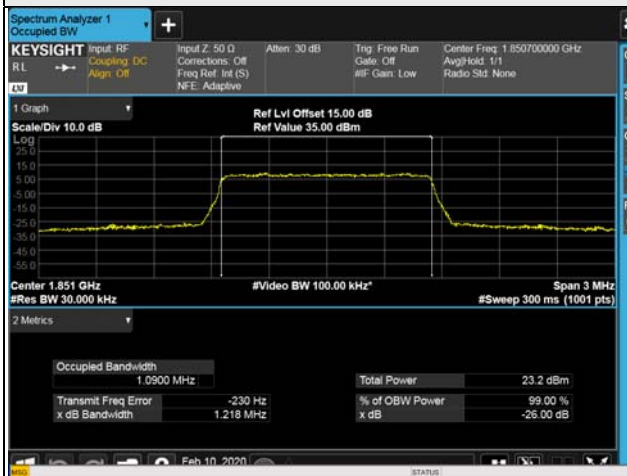 Spectrum Analyzer 1
Occupied BW
KEYSIGHT Input: RF Input Z: 50 Ω Atten: 30 dB Trig: Free Run Center Freq: 1.850700000 GHz
RL Coupling: DC Corrections: Off Gate: Off Avg|Hold: 1/1
Align: Off Freq Ref: Int (S) #IF Gain: Low Radio Std: None
LXI NFE: Adaptive
1 Graph
Ref Lvl Offset 15.00 dB
Scale/Div 10.0 dB Ref Value 35.00 dBm
Log
25.0
15.0
5.00
-5.00
-15.0
-25.0
-35.0
-45.0
-55.0
Center 1.851 GHz #Video BW 100.00 kHz* Span 3 MHz
#Res BW 30.000 kHz #Sweep 300 ms (1001 pts)
2 Metrics
Occupied Bandwidth
1.0900 MHz Total Power 23.2 dBm
Transmit Freq Error -230 Hz % of OBW Power 99.00 %
x dB Bandwidth 1.218 MHz x dB -26.00 dB
Feb 10, 2020
MSG STATUS